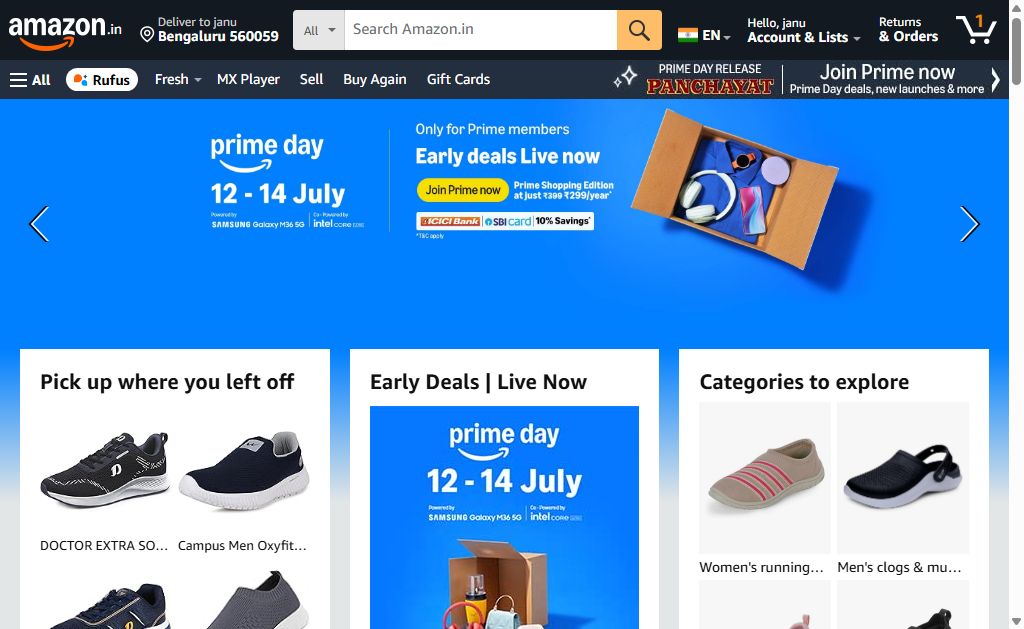 amazon.in
Deliver to janu
Bengaluru 560059
All
Search Amazon.in
EN
Hello, janu
Account & Lists
Returns
& Orders
1
All
Rufus
Fresh
MX Player
Sell
Buy Again
Gift Cards
PRIME DAY RELEASE
PANCHAYAT
Join Prime now
Prime Day deals, new launches & more
prime day
12 - 14 July
Powered by
SAMSUNG Galaxy M36 5G
Co - Powered by
intel CORE
Only for Prime members
Early deals Live now
Join Prime now
Prime Shopping Edition
at just ₹399 ₹299/year*
ICICI Bank
SBI card
10% Savings*
*T&C apply
Pick up where you left off
DOCTOR EXTRA SO...
Campus Men Oxyfit...
Early Deals | Live Now
prime day
12 - 14 July
Powered by
SAMSUNG Galaxy M36 5G
Co - Powered by
intel CORE
Categories to explore
Women's running...
Men's clogs & mu...